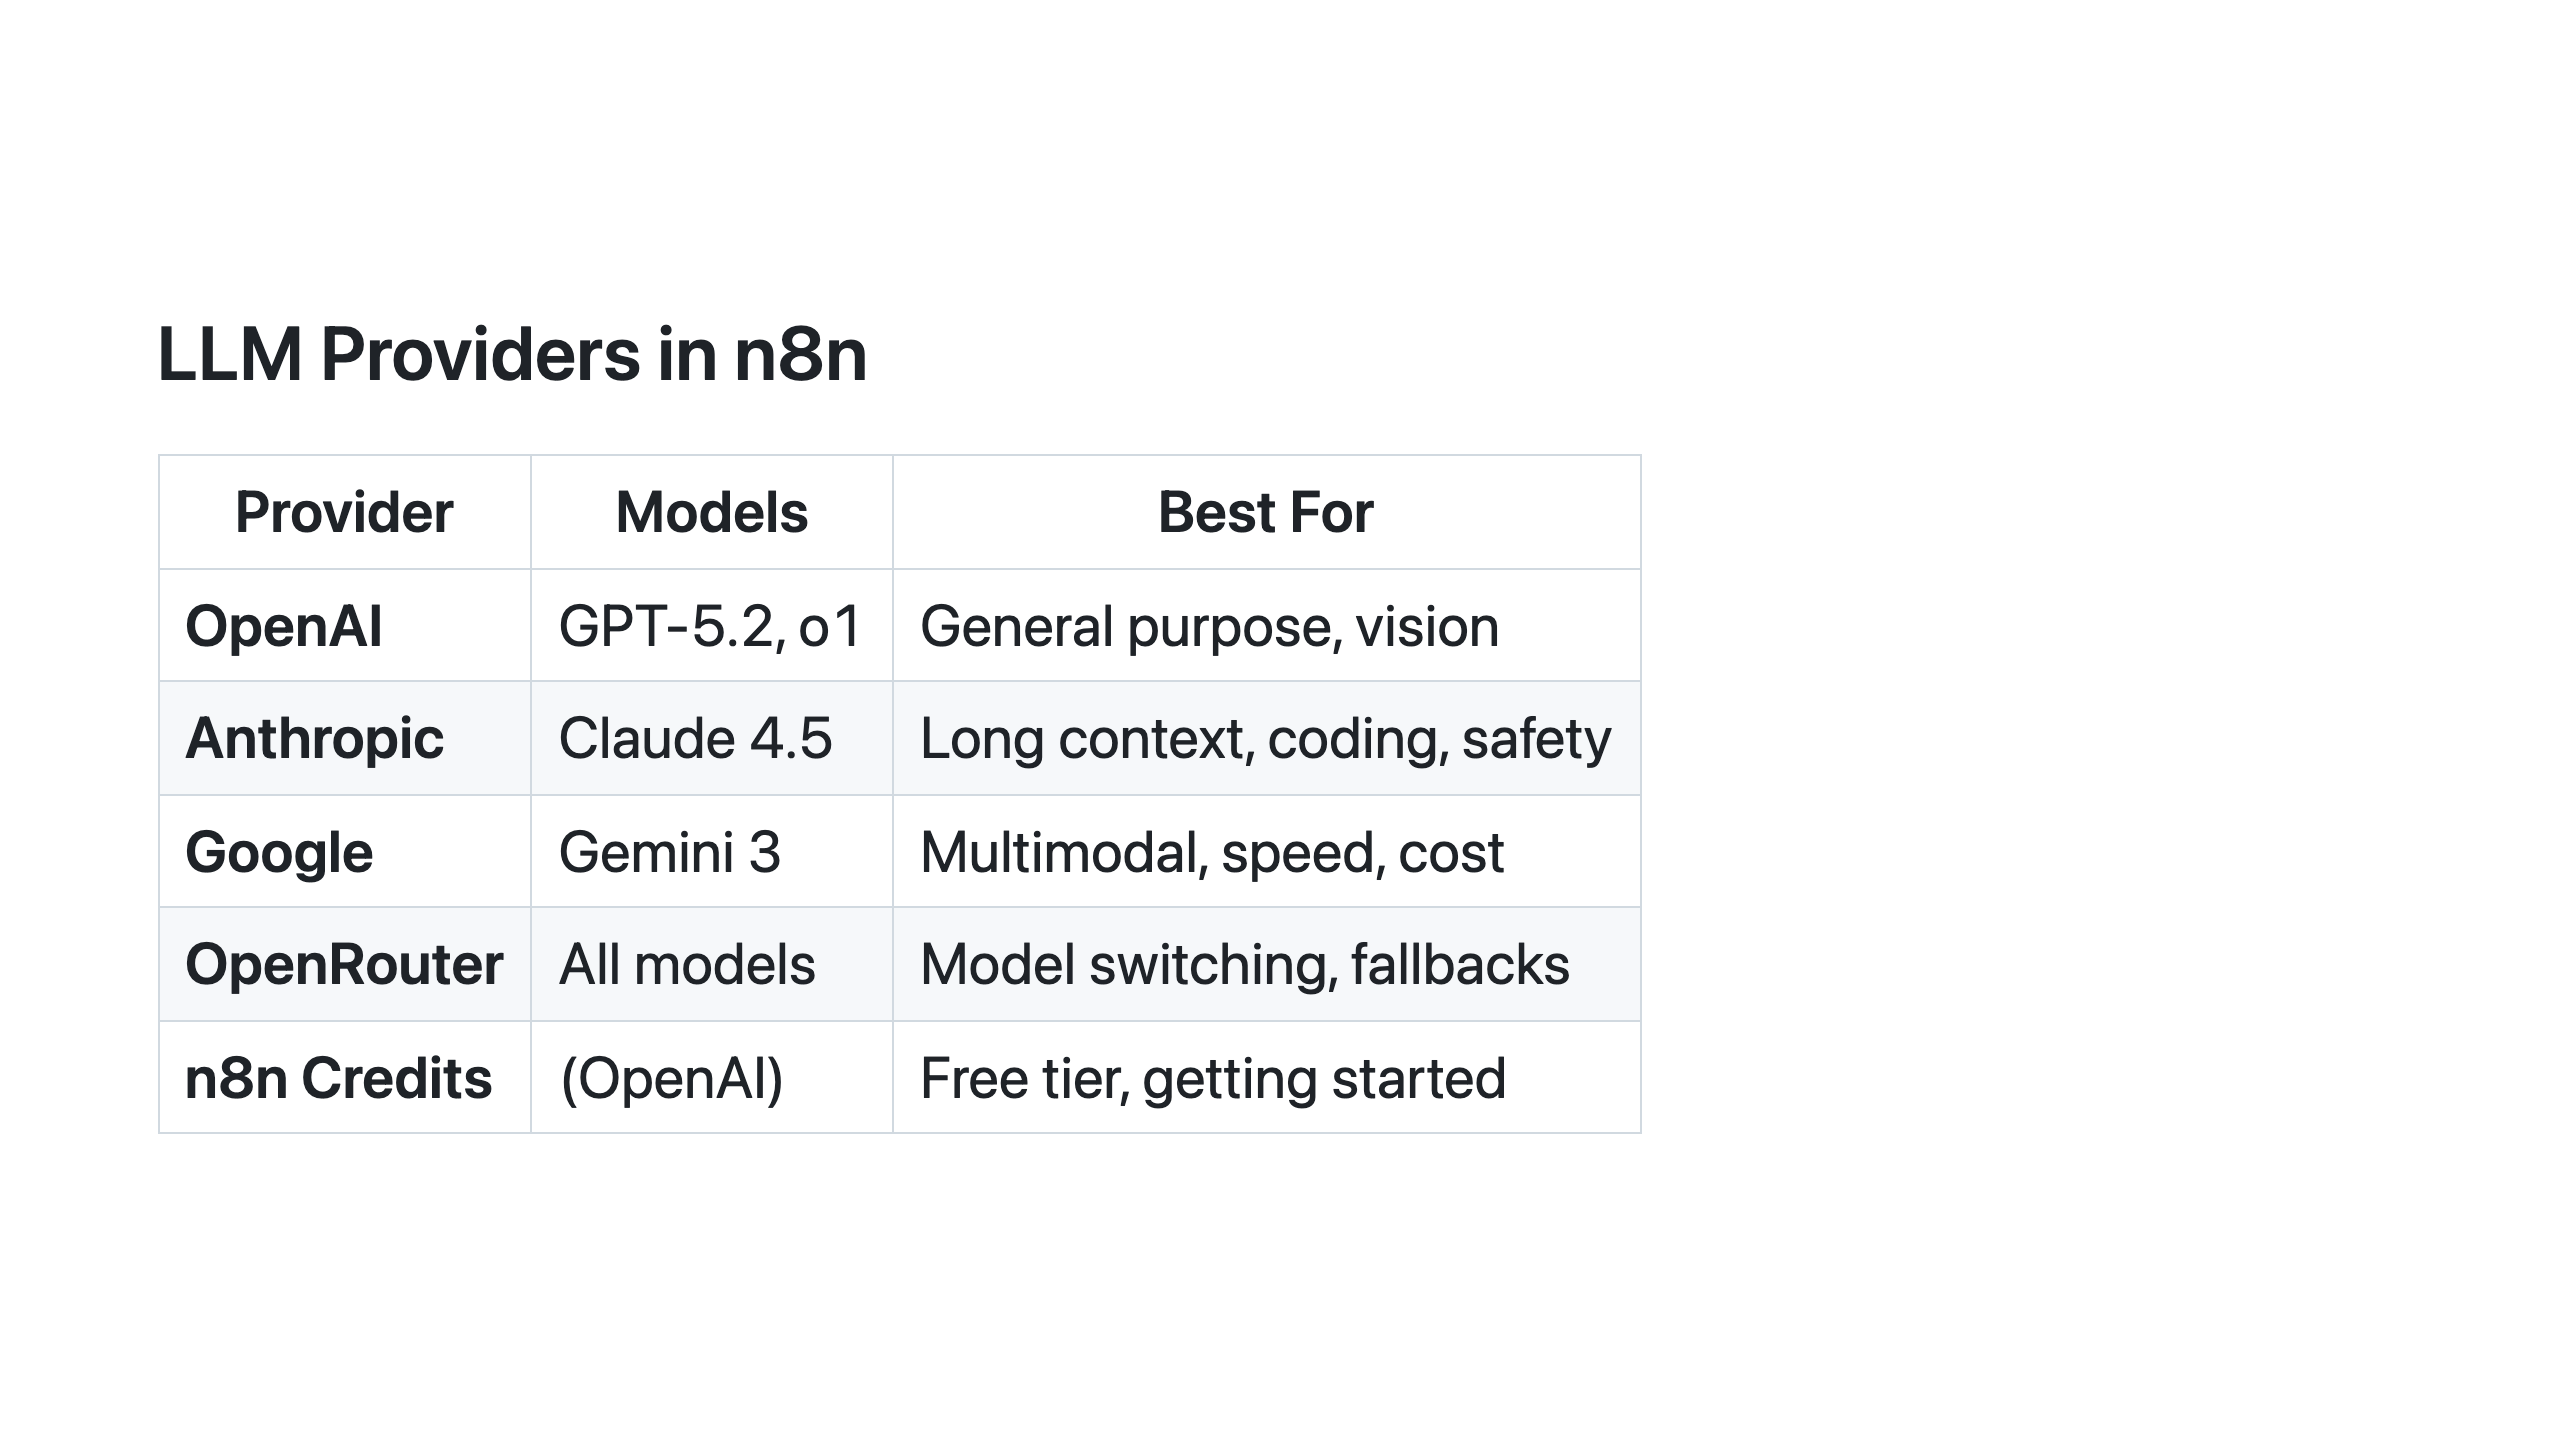 LLM Providers in n8n
Provider Models Best For
OpenAI GPT-5.2, o1 General purpose, vision
Anthropic Claude 4.5 Long context, coding, safety
Google Gemini 3 Multimodal, speed, cost
OpenRouter All models Model switching, fallbacks
n8n Credits (OpenAI) Free tier, getting started